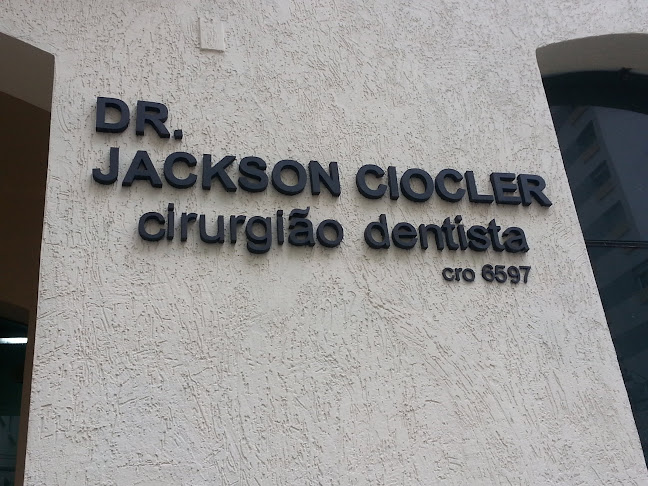 DR.
JACKSON CIOCLER
cirurgião dentista
cro 6597